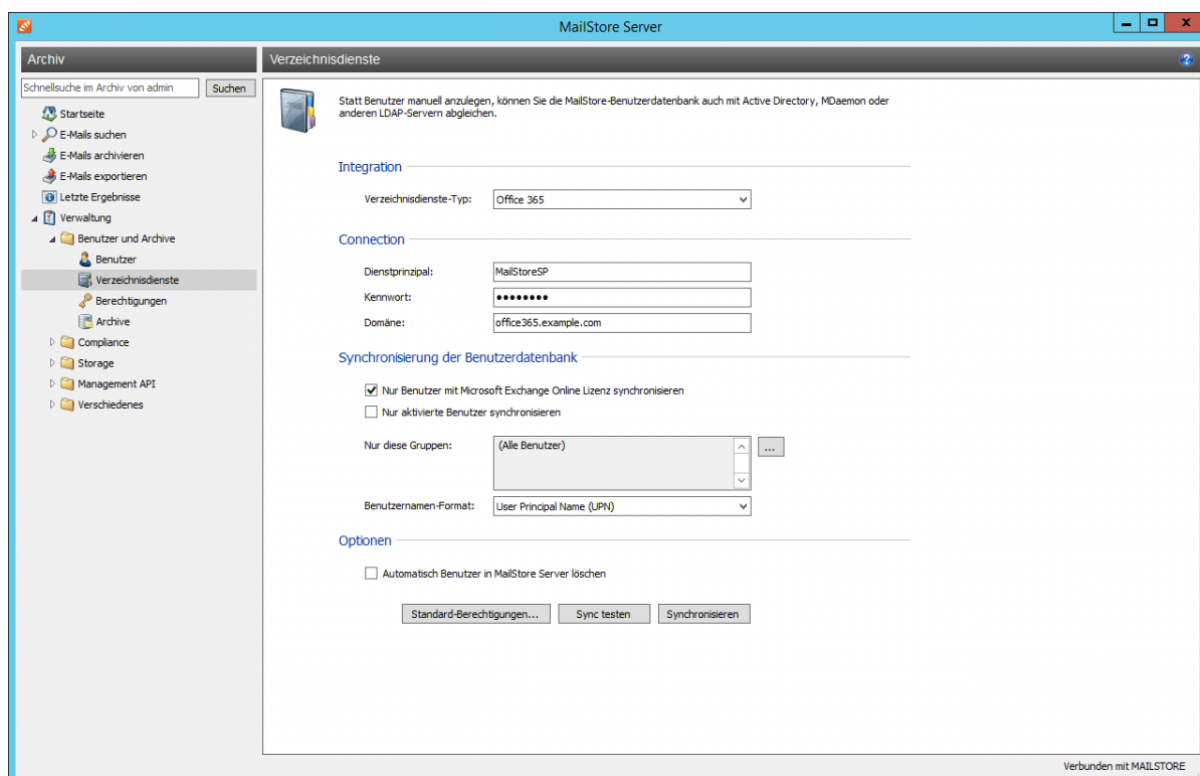 MailStore Server
Archiv
Verzeichnisdienste
Schnellsuche im Archiv von admin
Suchen
Startseite
E-Mails suchen
E-Mails archivieren
E-Mails exportieren
Letzte Ergebnisse
Verwaltung
Benutzer und Archive
Benutzer
Verzeichnisdienste
Berechtigungen
Archive
Compliance
Storage
Management API
Verschiedenes
Statt Benutzer manuell anzulegen, können Sie die MailStore-Benutzerdatenbank auch mit Active Directory, MDaemon oder
anderen LDAP-Servern abgleichen.
Integration
Verzeichnisdienste-Typ: Office 365
Connection
Dienstprinzipal: MailStoreSP
Kennwort: ••••••••
Domäne: office365.example.com
Synchronisierung der Benutzerdatenbank
Nur Benutzer mit Microsoft Exchange Online Lizenz synchronisieren
Nur aktivierte Benutzer synchronisieren
Nur diese Gruppen: (Alle Benutzer) ...
Benutzernamen-Format: User Principal Name (UPN)
Optionen
Automatisch Benutzer in MailStore Server löschen
Standard-Berechtigungen... Sync testen Synchronisieren
Verbunden mit MAILSTORE